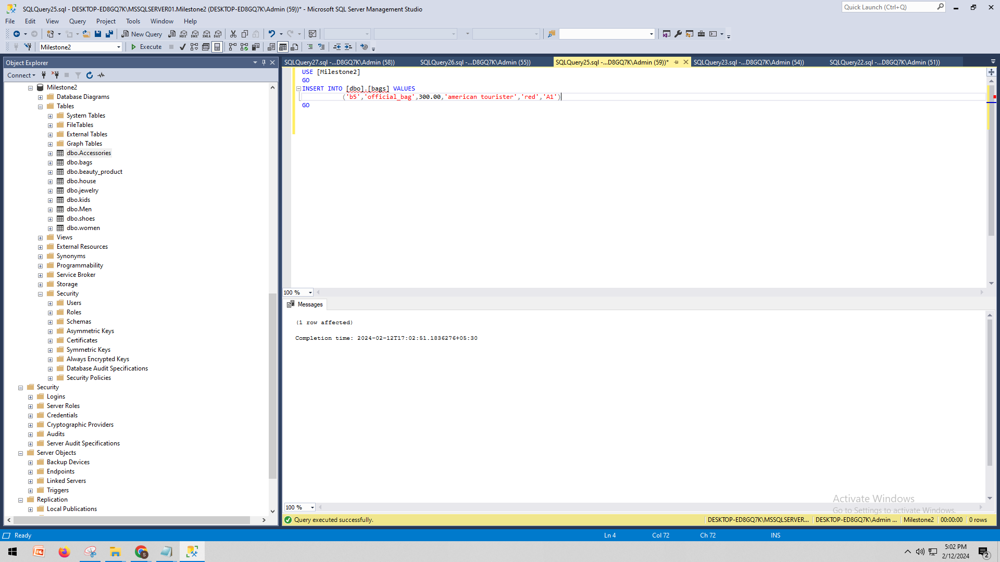 SQLQuery25.sql - DESKTOP-ED8GQ7K\MSSQLSERVER01.Milestone2 (DESKTOP-ED8GQ7K\Admin (59))* - Microsoft SQL Server Management Studio
Quick Launch (Ctrl+Q)
File Edit View Query Project Tools Window Help
New Query
MDX DMX XMLA DAX
Milestone2 Execute
Object Explorer
SQLQuery27.sql -...D8GQ7K\Admin (58)) SQLQuery26.sql -...D8GQ7K\Admin (55)) SQLQuery25.sql -...D8GQ7K\Admin (59))* SQLQuery23.sql -...D8GQ7K\Admin (54)) SQLQuery22.sql -...D8GQ7K\Admin (51))
Connect
Milestone2
Database Diagrams
Tables
System Tables
FileTables
External Tables
Graph Tables
dbo.Accessories
dbo.bags
dbo.beauty_product
dbo.house
dbo.jewelry
dbo.kids
dbo.Men
dbo.shoes
dbo.women
Views
External Resources
Synonyms
Programmability
Service Broker
Storage
Security
Users
Roles
Schemas
Asymmetric Keys
Certificates
Symmetric Keys
Always Encrypted Keys
Database Audit Specifications
Security Policies
Security
Logins
Server Roles
Credentials
Cryptographic Providers
Audits
Server Audit Specifications
Server Objects
Backup Devices
Endpoints
Linked Servers
Triggers
Replication
Local Publications
USE [Milestone2]
GO
INSERT INTO [dbo].[bags] VALUES
('b5','official_bag',300.00,'american tourister','red','A1')
GO
100 %
Messages
(1 row affected)
Completion time: 2024-02-12T17:02:51.1836276+05:30
100 %
Activate Windows
Go to Settings to activate Windows.
Query executed successfully. DESKTOP-ED8GQ7K\MSSQLSERVER... DESKTOP-ED8GQ7K\Admin ... Milestone2 00:00:00 0 rows
Ready Ln 4 Col 72 Ch 72 INS
5:02 PM
2/12/2024
2